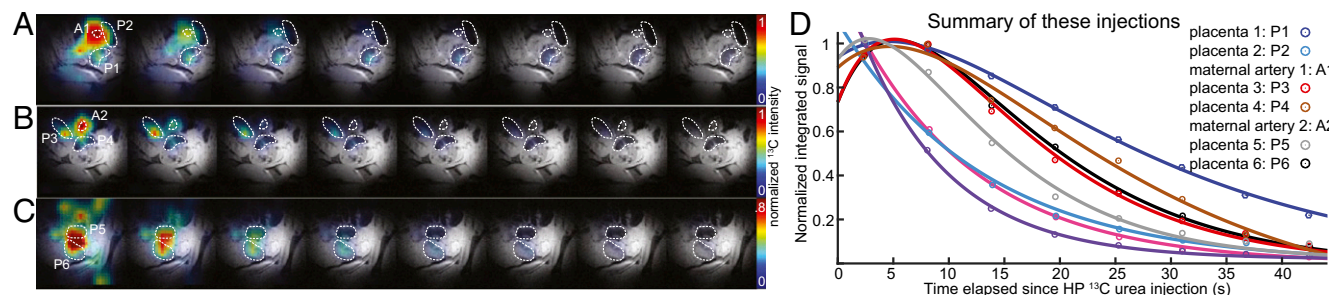 A
A1
P2
P1
1
0
B
A2
P3
P4
1
0
C
P5
P6
.8
0
normalized ¹³C intensity
D
Summary of these injections
Normalized integrated signal
1
0.8
0.6
0.4
0.2
0 5 10 15 20 25 30 35 40
Time elapsed since HP ¹³C urea injection (s)
placenta 1: P1
placenta 2: P2
maternal artery 1: A1
placenta 3: P3
placenta 4: P4
maternal artery 2: A2
placenta 5: P5
placenta 6: P6